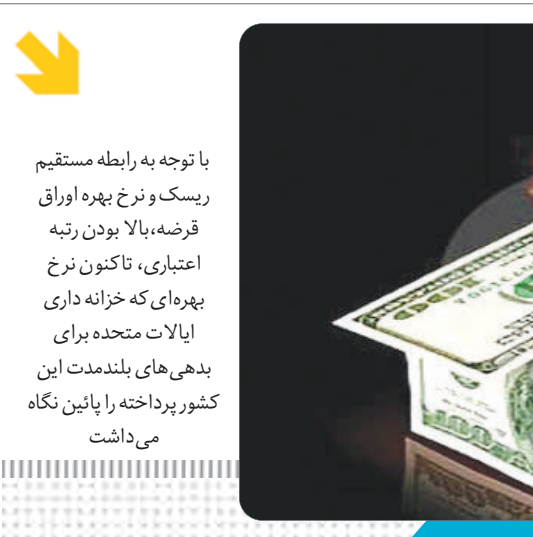 با توجه به رابطه مستقیم
ریسک و نرخ بهره اوراق
قرضه،بالا بودن رتبه
اعتباری، تاکنون نرخ
بهره‌ای که خزانه داری
ایالات متحده برای
بدهی‌های بلندمدت این
کشور پرداخته را پائین نگاه
می‌داشت
100